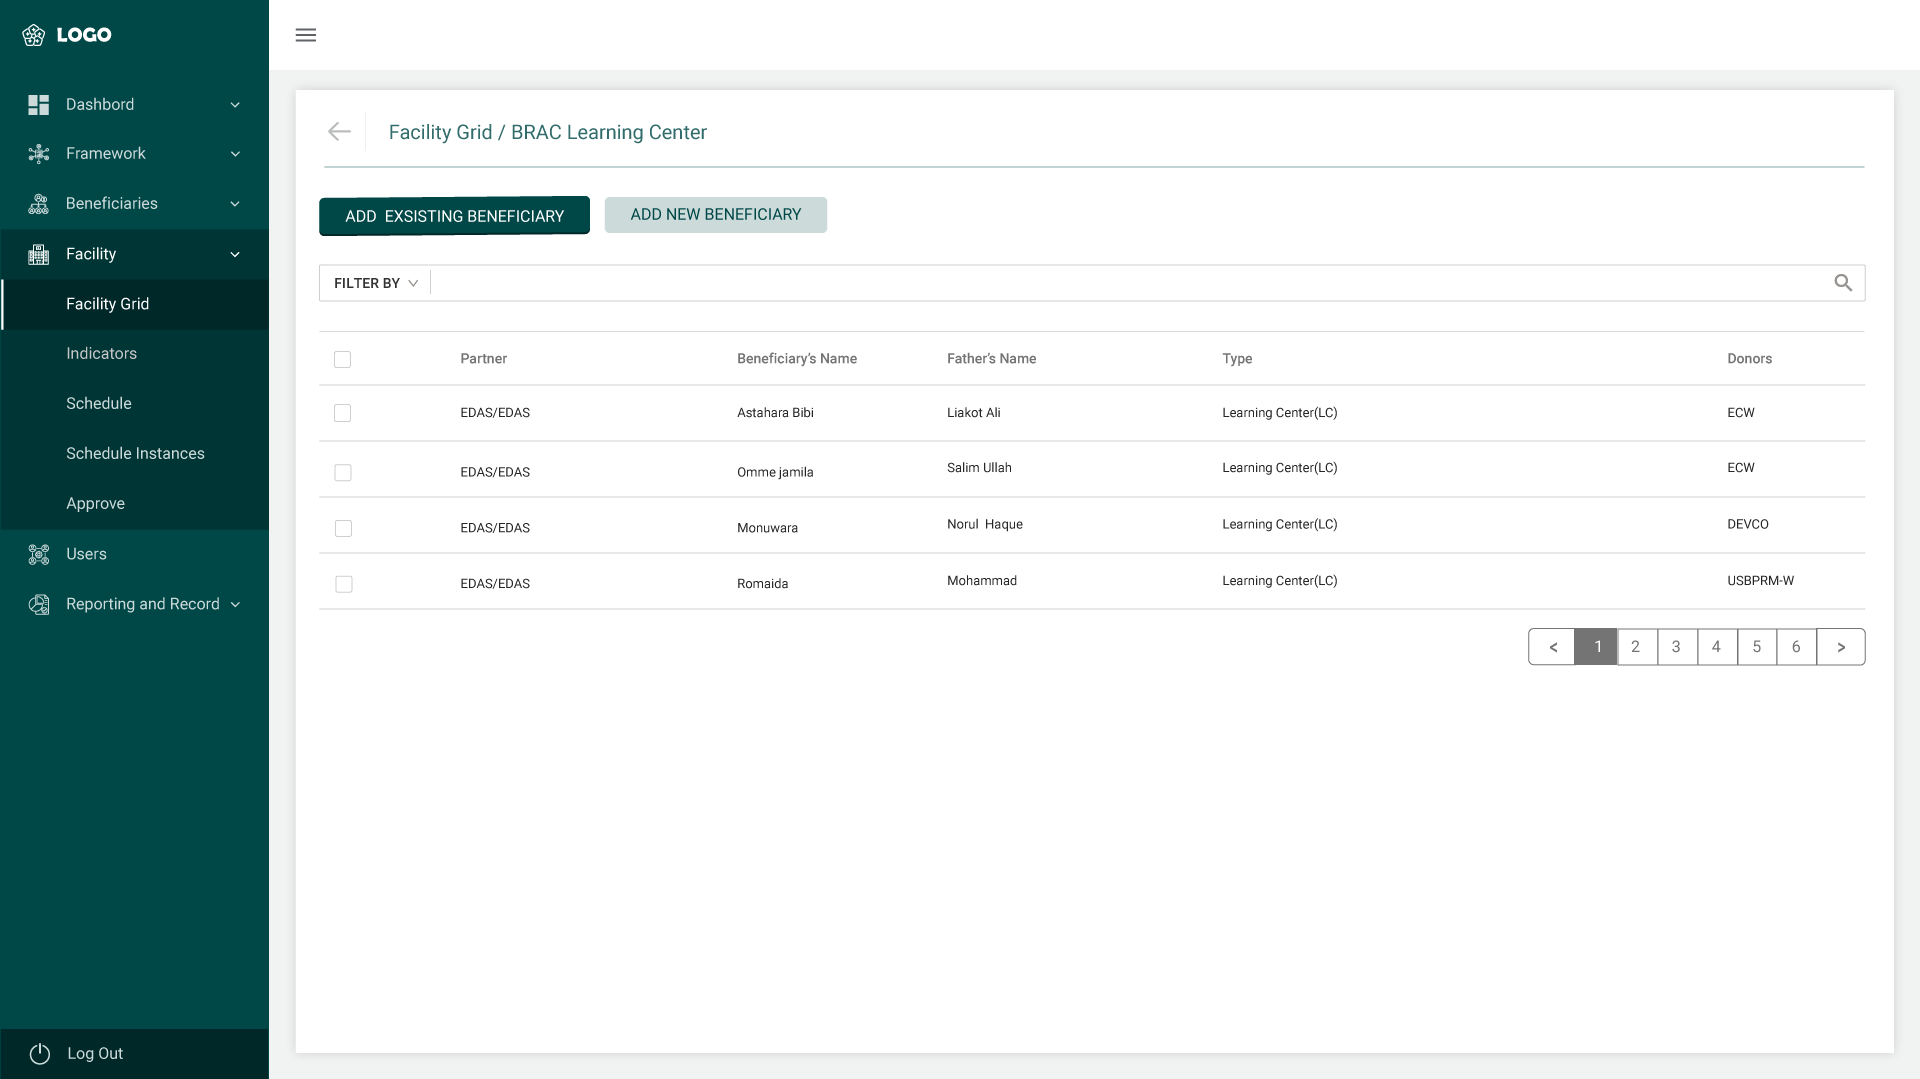 LOGO
Dashbord
Framework
Beneficiaries
Facility
Facility Grid
Indicators
Schedule
Schedule Instances
Approve
Users
Reporting and Record
Log Out
Facility Grid / BRAC Learning Center
ADD EXSISTING BENEFICIARY ADD NEW BENEFICIARY
FILTER BY
Partner Beneficiary’s Name Father’s Name Type Donors
EDAS/EDAS Astahara Bibi Liakot Ali Learning Center(LC) ECW
EDAS/EDAS Omme jamila Salim Ullah Learning Center(LC) ECW
EDAS/EDAS Monuwara Norul Haque Learning Center(LC) DEVCO
EDAS/EDAS Romaida Mohammad Learning Center(LC) USBPRM-W
< 1 2 3 4 5 6 >